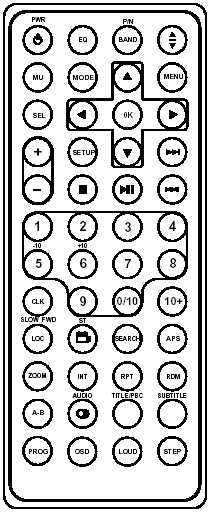 PWR P/N
EQ BAND
MU MODE MENU
SEL OK
+ SETUP
−
1 2 3 4
-10 +10
5 6 7 8
CLK 9 0/10 10+
SLOW_FWD ST
LOC SEARCH APS
ZOOM INT RPT RDM
AUDIO TITLE/PBC SUBTITLE
A-B
PROG OSD LOUD STEP